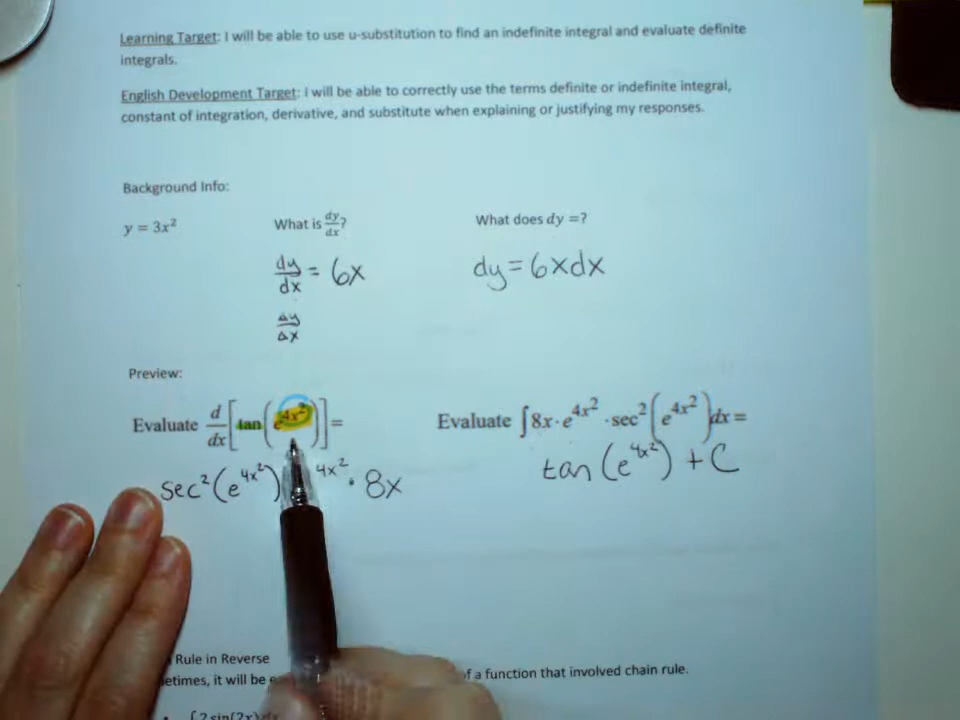 Learning Target: I will be able to use u-substitution to find an indefinite integral and evaluate definite
integrals.
English Development Target: I will be able to correctly use the terms definite or indefinite integral,
constant of integration, derivative, and substitute when explaining or justifying my responses.
Background Info:
y = 3x² What is dy/dx? What does dy =?
dy/dx = 6x dy = 6xdx
Δy/Δx
Preview:
Evaluate d/dx [tan(e^{4x²})] = Evaluate ∫8x·e^{4x²}·sec²(e^{4x²})dx =
sec²(e^{4x²}) 4x² · 8x tan(e^{4x²}) + C
Rule in Reverse
it will be of a function that involved chain rule.
∫2sin(2x)dx